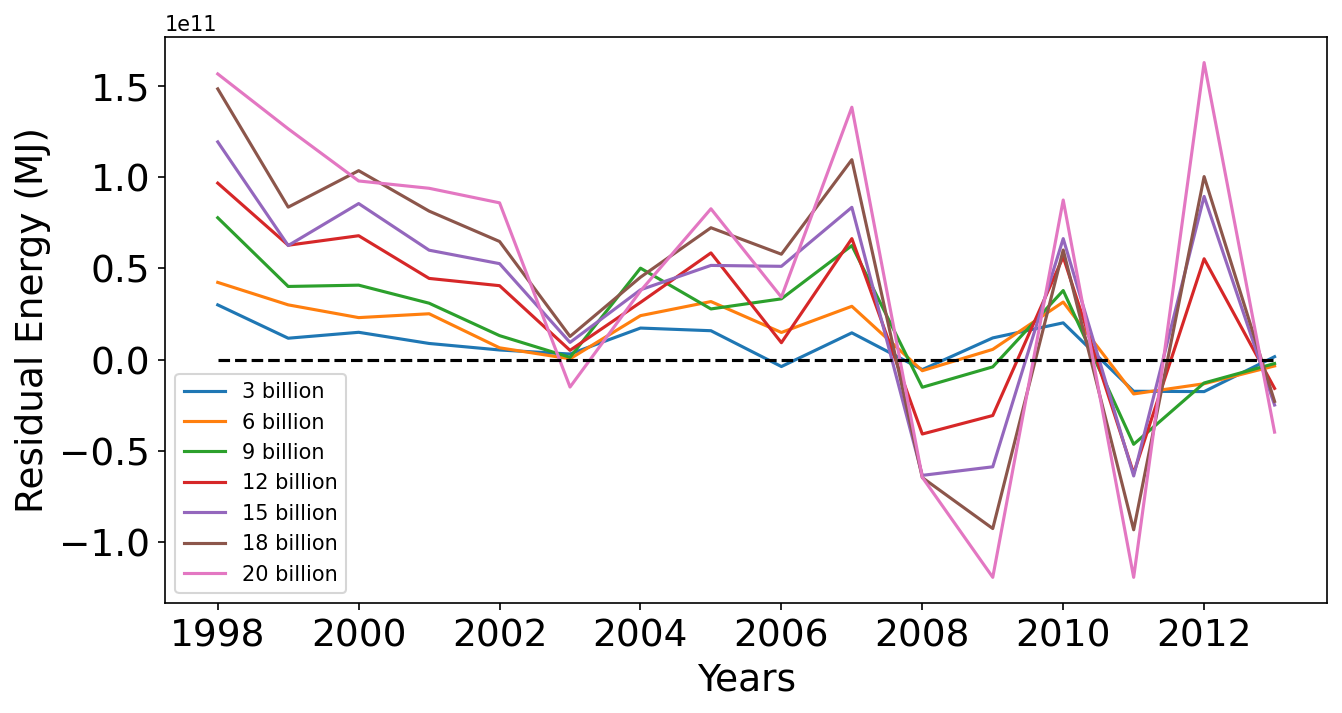 1e11
1.5
1.0
0.5
0.0
−0.5
−1.0
Residual Energy (MJ)
3 billion
6 billion
9 billion
12 billion
15 billion
18 billion
20 billion
1998 2000 2002 2004 2006 2008 2010 2012
Years